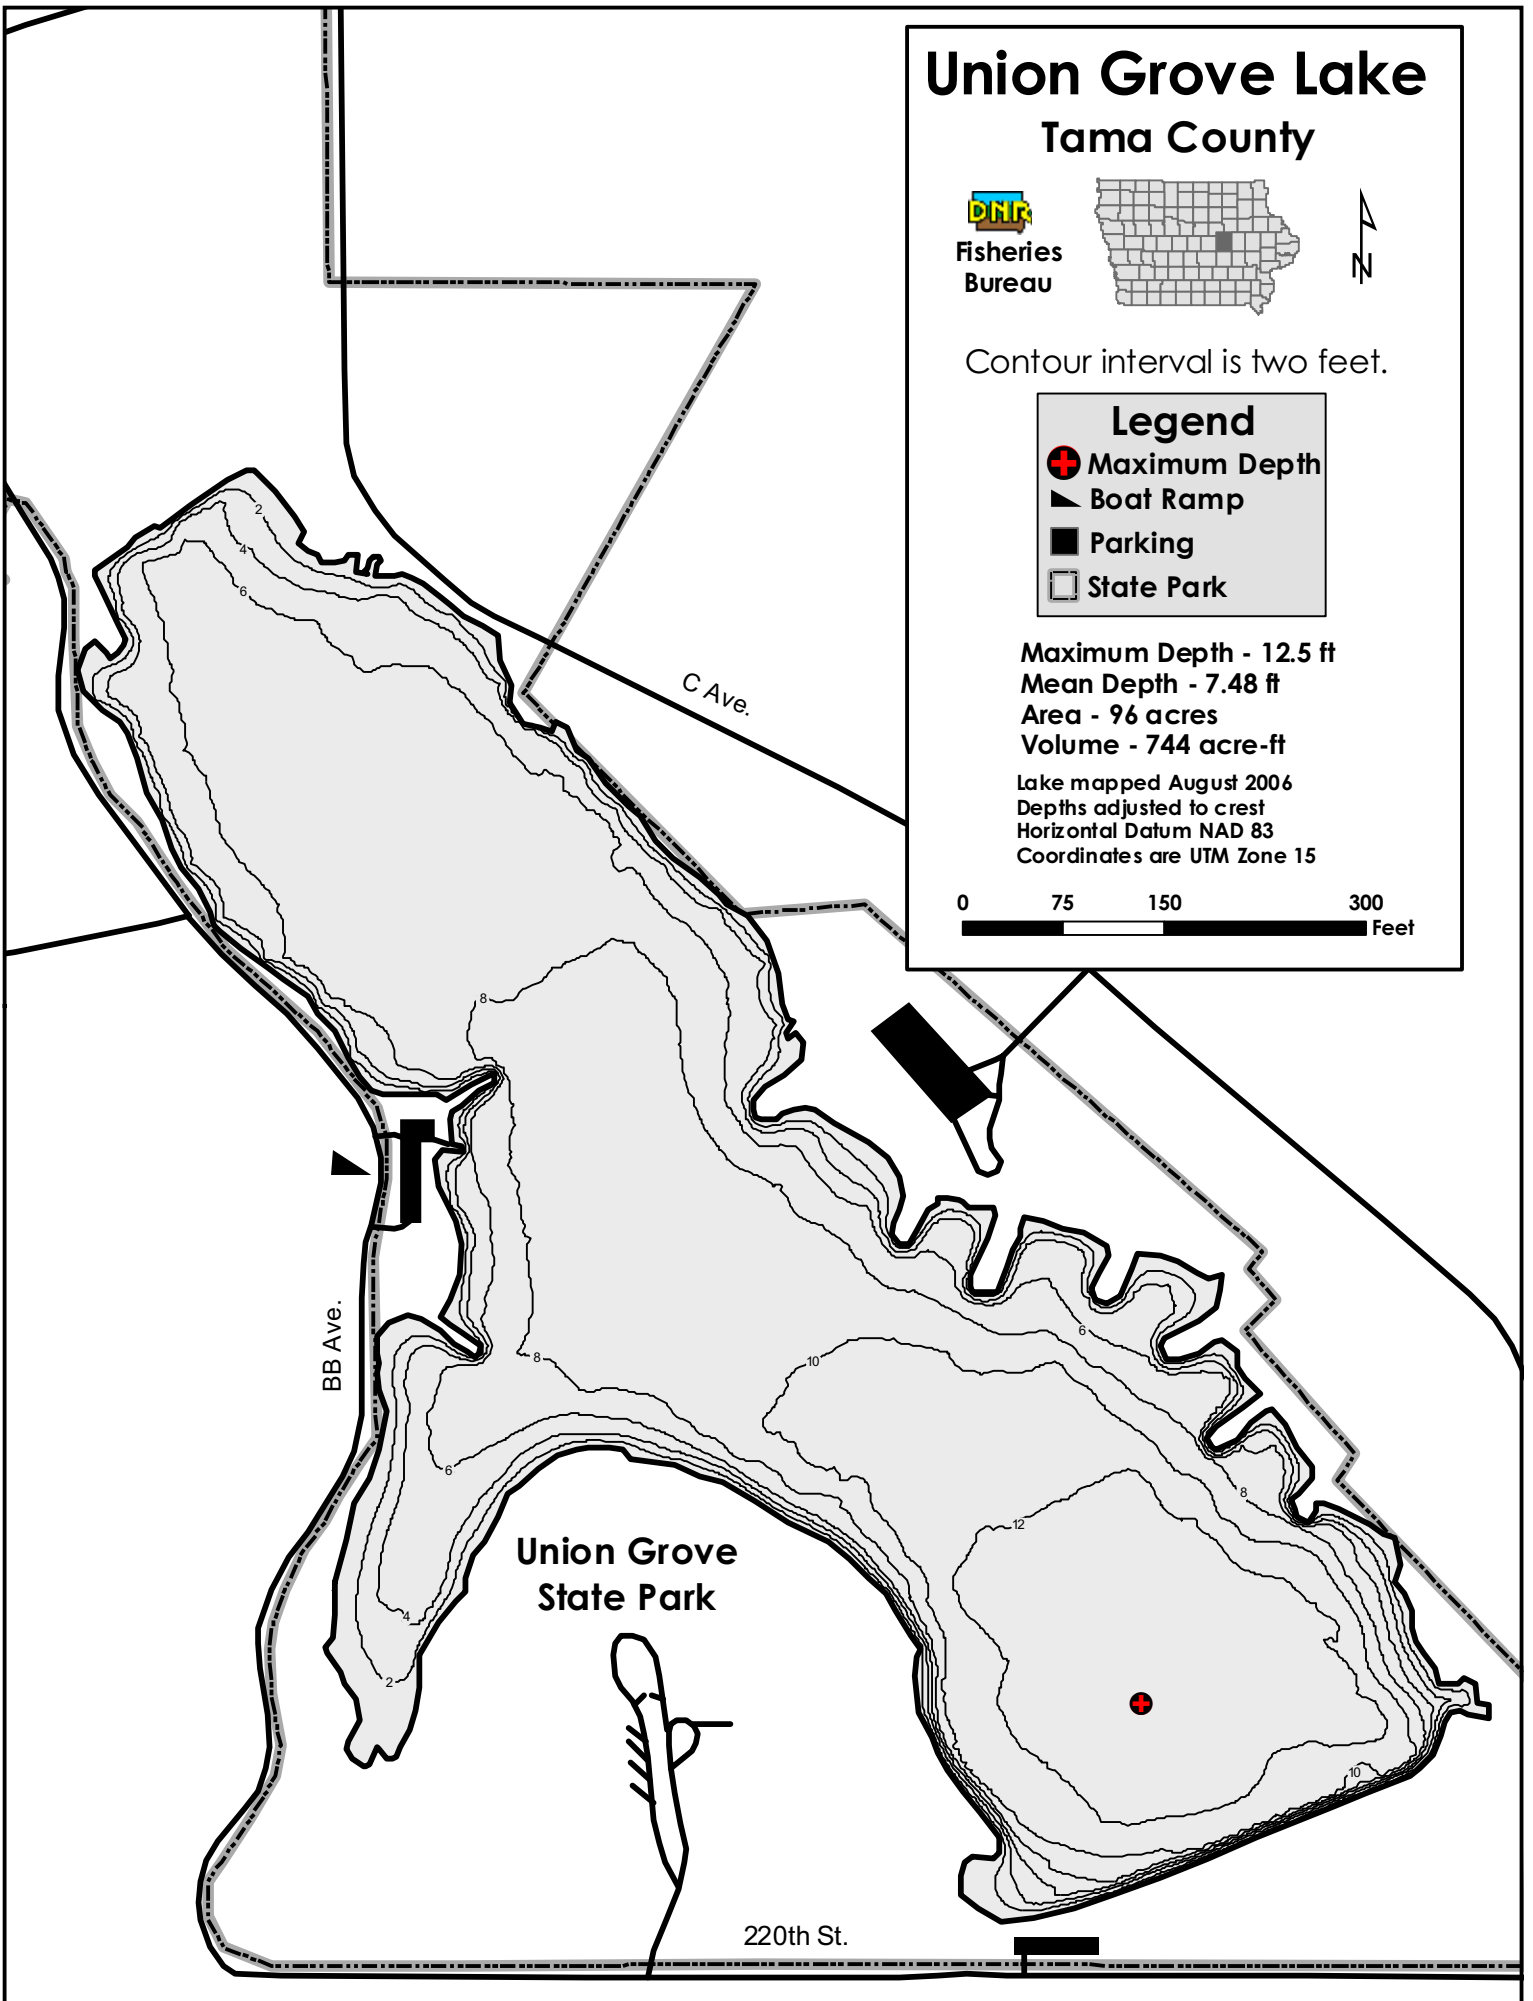 Union Grove Lake
Tama County
DNR
Fisheries
Bureau
N
Contour interval is two feet.
Legend
Maximum Depth
Boat Ramp
Parking
State Park
Maximum Depth - 12.5 ft
Mean Depth - 7.48 ft
Area - 96 acres
Volume - 744 acre-ft
Lake mapped August 2006
Depths adjusted to crest
Horizontal Datum NAD 83
Coordinates are UTM Zone 15
0 75 150 300
Feet
2
4
6
C Ave.
8
BB Ave.
6
8
10
6
8
12
Union Grove
State Park
4
2
10
220th St.